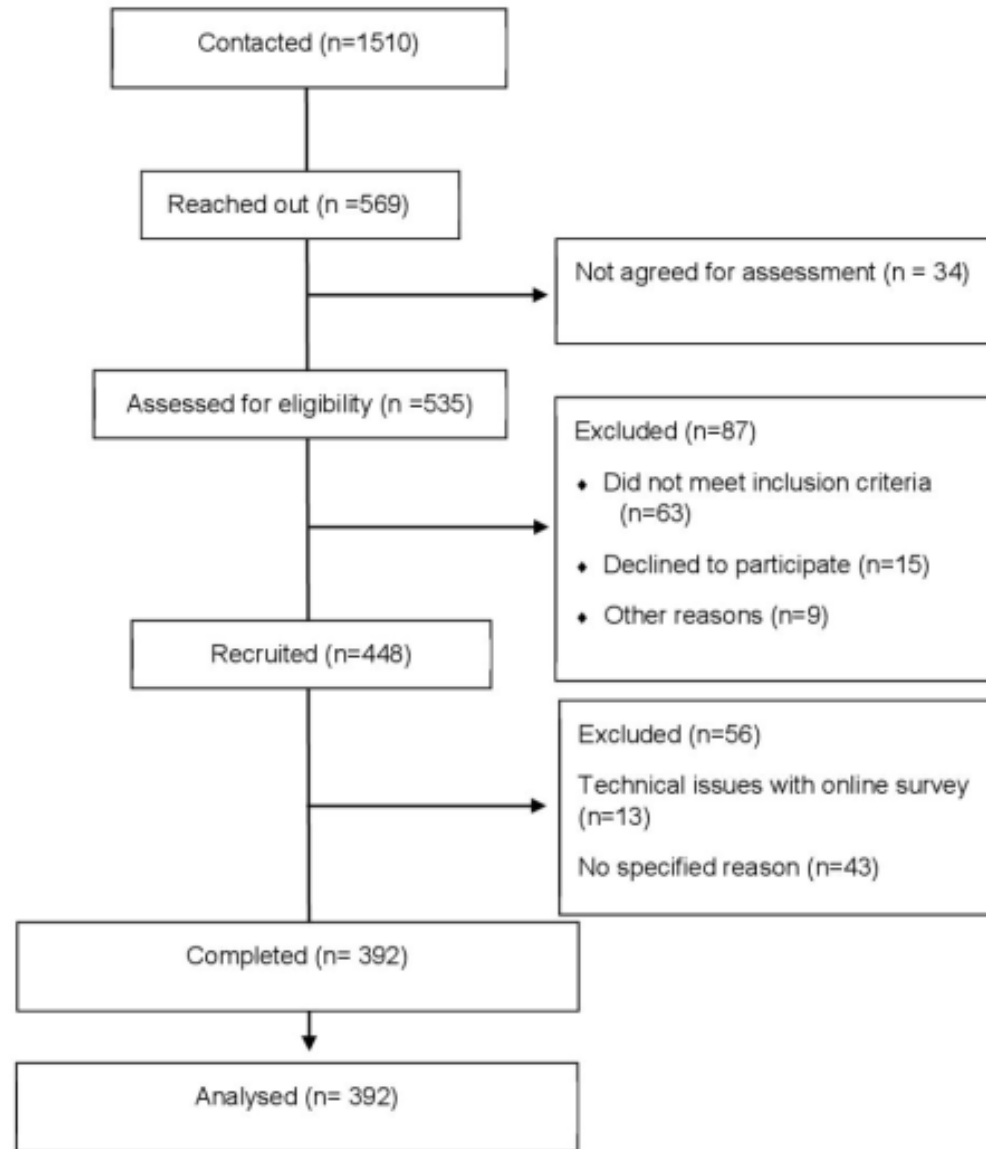 Contacted (n=1510)
Reached out (n =569)
Not agreed for assessment (n = 34)
Assessed for eligibility (n =535)
Excluded (n=87)
♦ Did not meet inclusion criteria
(n=63)
♦ Declined to participate (n=15)
♦ Other reasons (n=9)
Recruited (n=448)
Excluded (n=56)
Technical issues with online survey
(n=13)
No specified reason (n=43)
Completed (n= 392)
Analysed (n= 392)